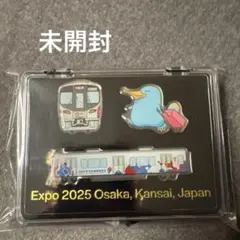 未開封
Expo 2025 Osaka, Kansai, Japan